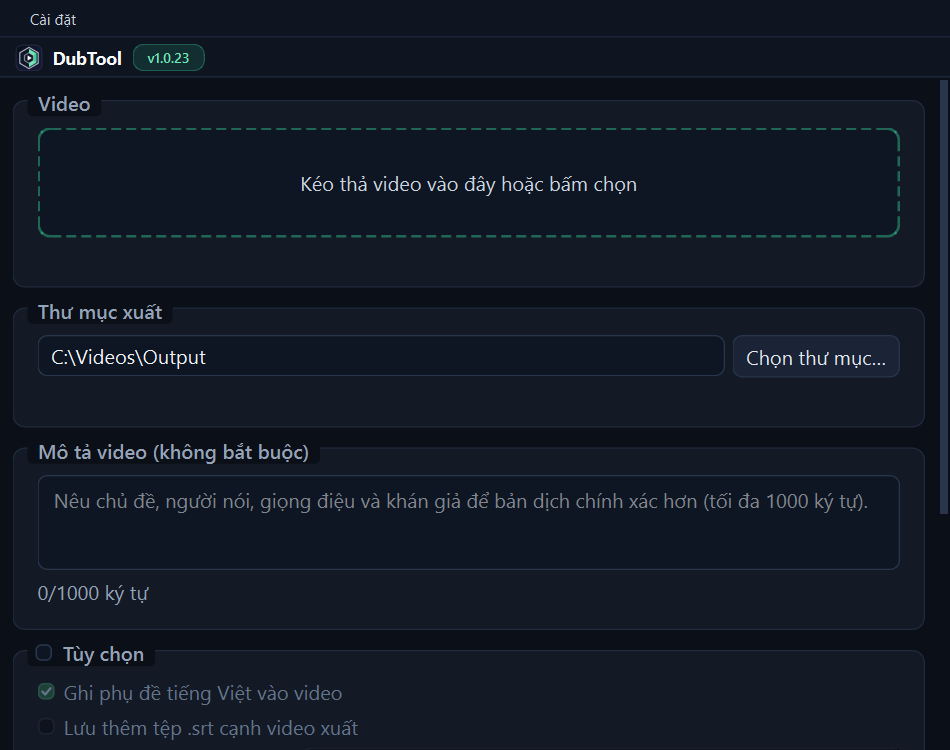 Cài đặt
DubTool v1.0.23
Video
Kéo thả video vào đây hoặc bấm chọn
Thư mục xuất
C:\Videos\Output
Chọn thư mục...
Mô tả video (không bắt buộc)
Nêu chủ đề, người nói, giọng điệu và khán giả để bản dịch chính xác hơn (tối đa 1000 ký tự).
0/1000 ký tự
Tùy chọn
Ghi phụ đề tiếng Việt vào video
Lưu thêm tệp .srt cạnh video xuất